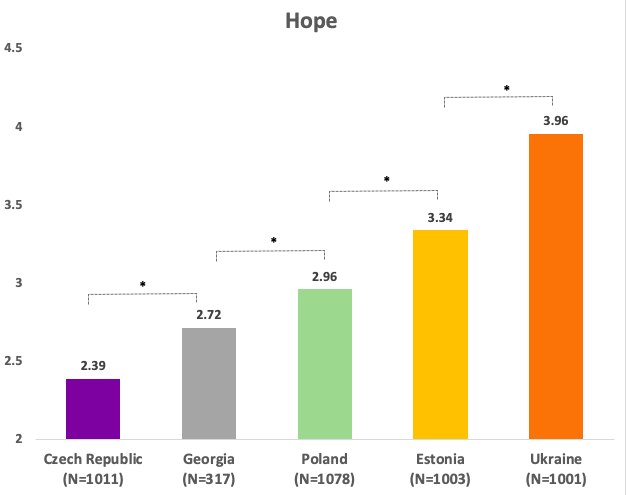 Hope
4.5
4
3.5
3
2.5
2
*
*
*
*
2.39
2.72
2.96
3.34
3.96
Czech Republic
(N=1011)
Georgia
(N=317)
Poland
(N=1078)
Estonia
(N=1003)
Ukraine
(N=1001)